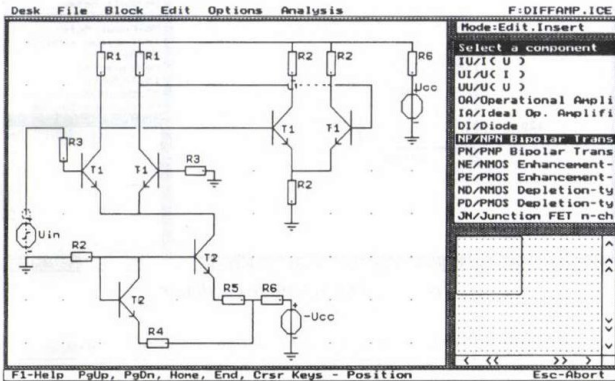 Desk File Block Edit Options Analysis F:DIFFAMP.ICE
Mode:Edit.Insert
Select a component
IU/I( U )
UI/U( I )
UU/U( U )
OA/Operational Ampli
IA/Ideal Op. Amplifi
DI/Diode
NP/NPN Bipolar Trans
PN/PNP Bipolar Trans
NE/NMOS Enhancement-
PE/PMOS Enhancement-
ND/NMOS Depletion-ty
PD/PMOS Depletion-ty
JN/Junction FET n-ch
R1 R1 R2 R2 R6
Ucc
T1 T1
R3
T1 T1 R3
R2
Uin
R2
T2
R5 R6
T2
-Ucc
R4
< << >> >
F1-Help PgUp, PgDn, Home, End, Crsr Keys - Position Esc-Abort